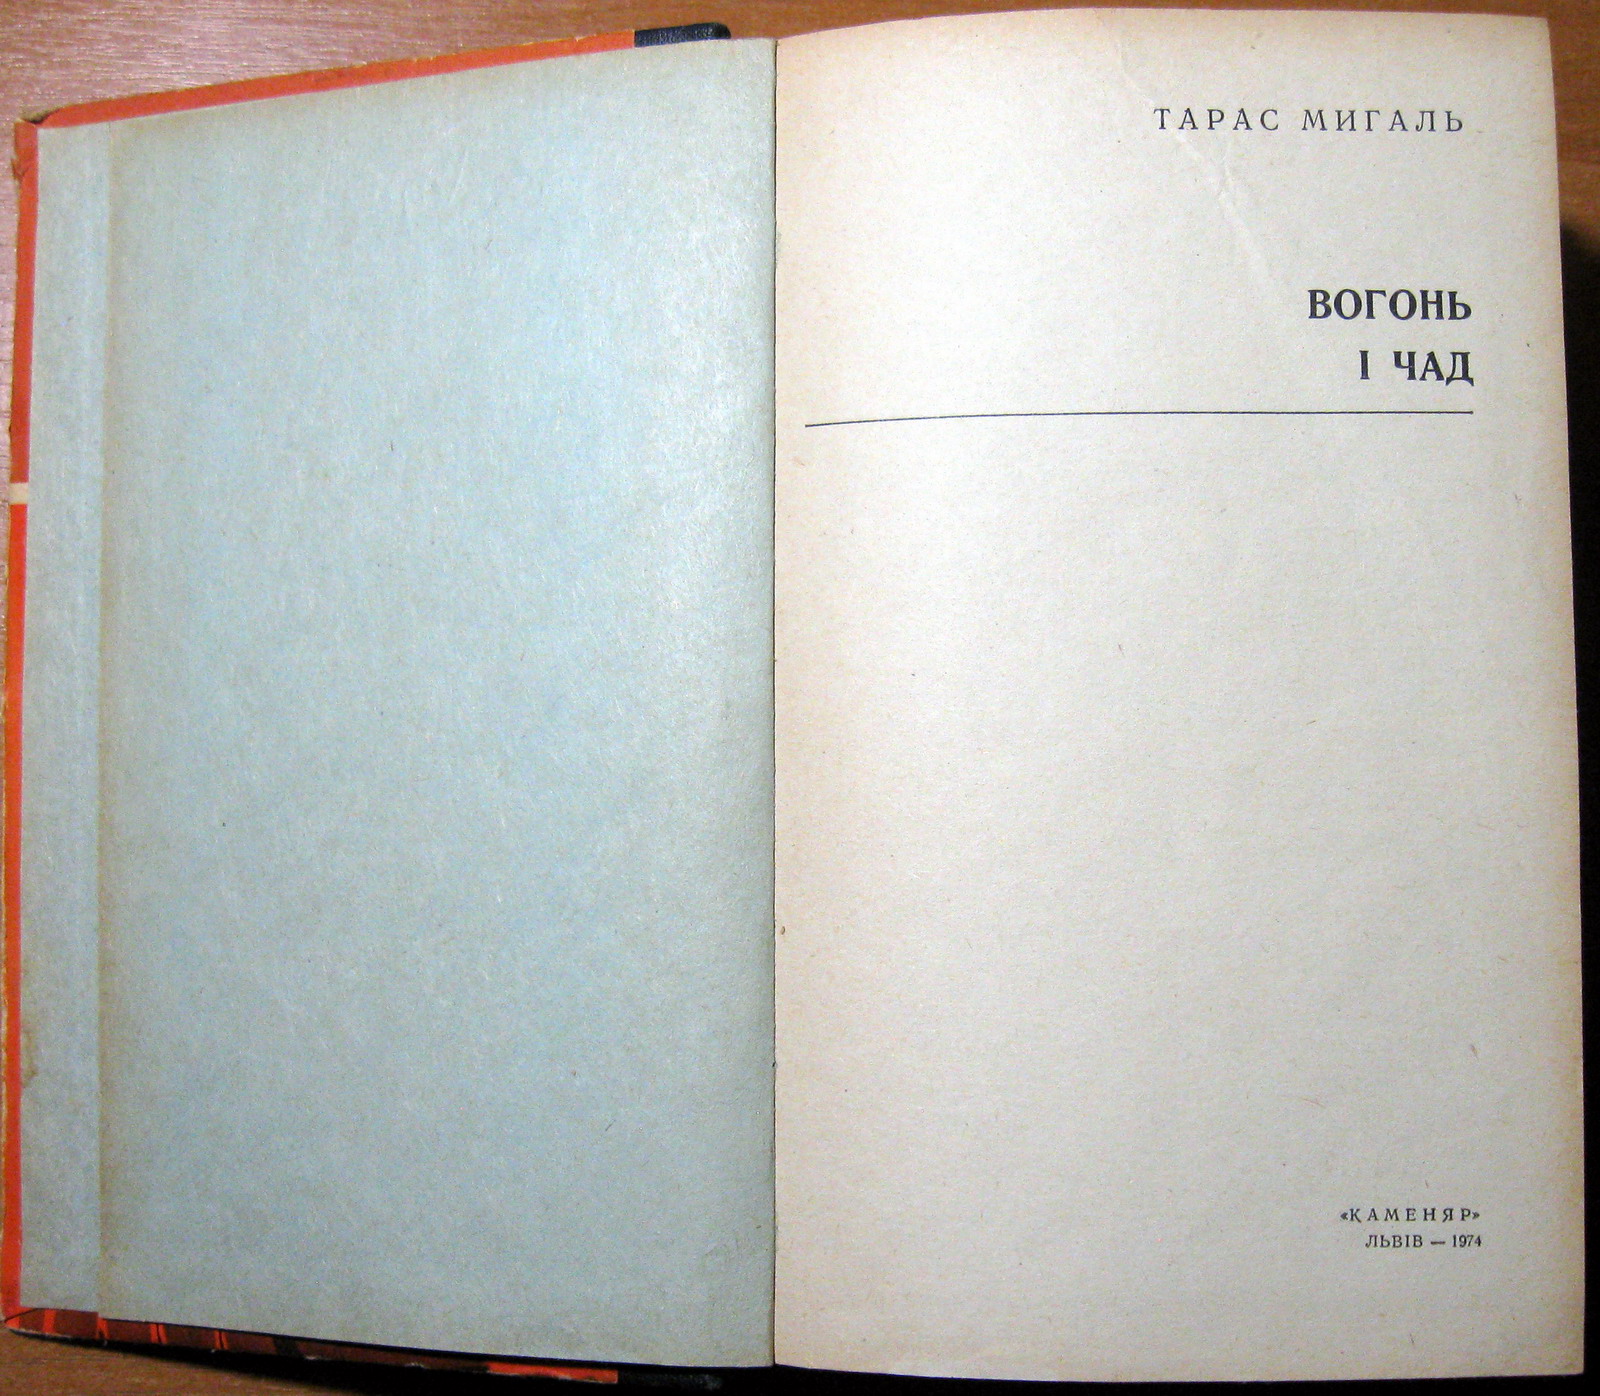 ТАРАС МИГАЛЬ
ВОГОНЬ
І ЧАД
«КАМЕНЯР»
ЛЬВІВ — 1974